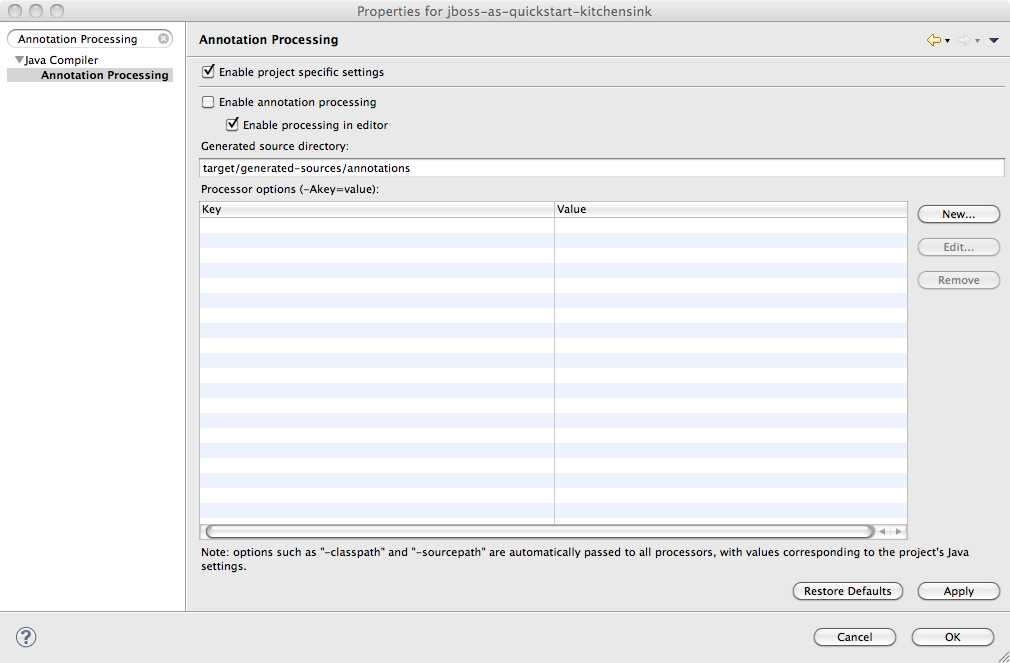 Properties for jboss-as-quickstart-kitchensink
Annotation Processing
Java Compiler
Annotation Processing
Annotation Processing
Enable project specific settings
Enable annotation processing
Enable processing in editor
Generated source directory:
target/generated-sources/annotations
Processor options (-Akey=value):
Key Value
New...
Edit...
Remove
Note: options such as "-classpath" and "-sourcepath" are automatically passed to all processors, with values corresponding to the project's Java
settings.
Restore Defaults Apply
? Cancel OK